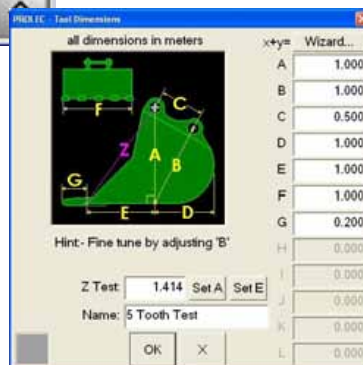 PROLEC - Tool Dimensions
all dimensions in meters
x+y= Wizard...
F
C
Z
A
B
G
E
D
A 1.000
B 1.000
C 0.500
D 1.000
E 1.000
F 1.000
G 0.200
H 0.000
I 0.000
J 0.000
K 0.000
L 0.000
Hint:- Fine tune by adjusting 'B'
Z Test 1.414 Set A Set E
Name: 5 Tooth Test
OK X